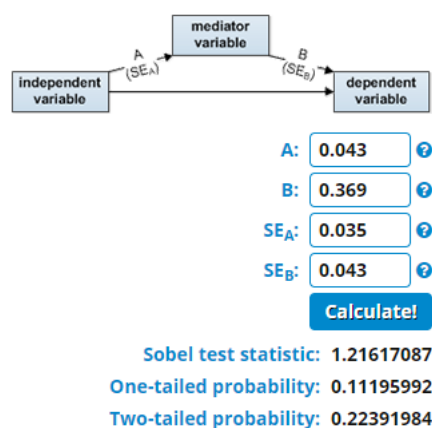 mediator
variable
A
(SEA)
B
(SEB)
independent
variable
dependent
variable
A: 0.043 ?
B: 0.369 ?
SEA: 0.035 ?
SEB: 0.043 ?
Calculate!
Sobel test statistic: 1.21617087
One-tailed probability: 0.11195992
Two-tailed probability: 0.22391984